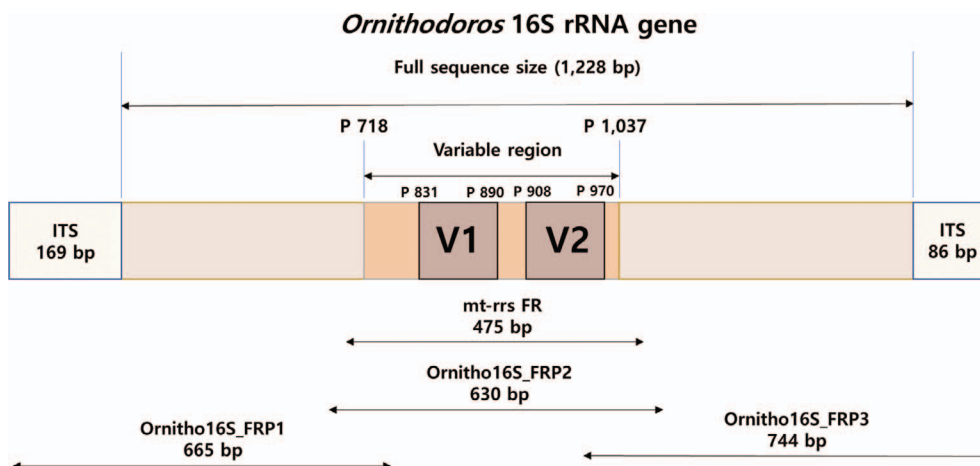 Ornithodoros 16S rRNA gene
Full sequence size (1,228 bp)
P 718
P 1,037
Variable region
P 831
P 890
P 908
P 970
ITS
169 bp
V1
V2
ITS
86 bp
mt-rrs FR
475 bp
Ornitho16S_FRP2
630 bp
Ornitho16S_FRP1
665 bp
Ornitho16S_FRP3
744 bp